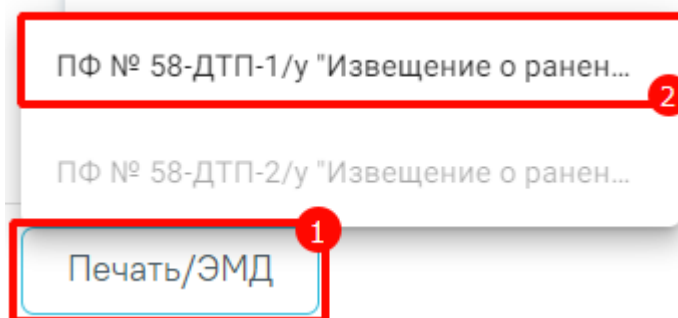 ПФ № 58-ДТП-1/у "Извещение о ранен...
2
ПФ № 58-ДТП-2/у "Извещение о ранен...
1
Печать/ЭМД